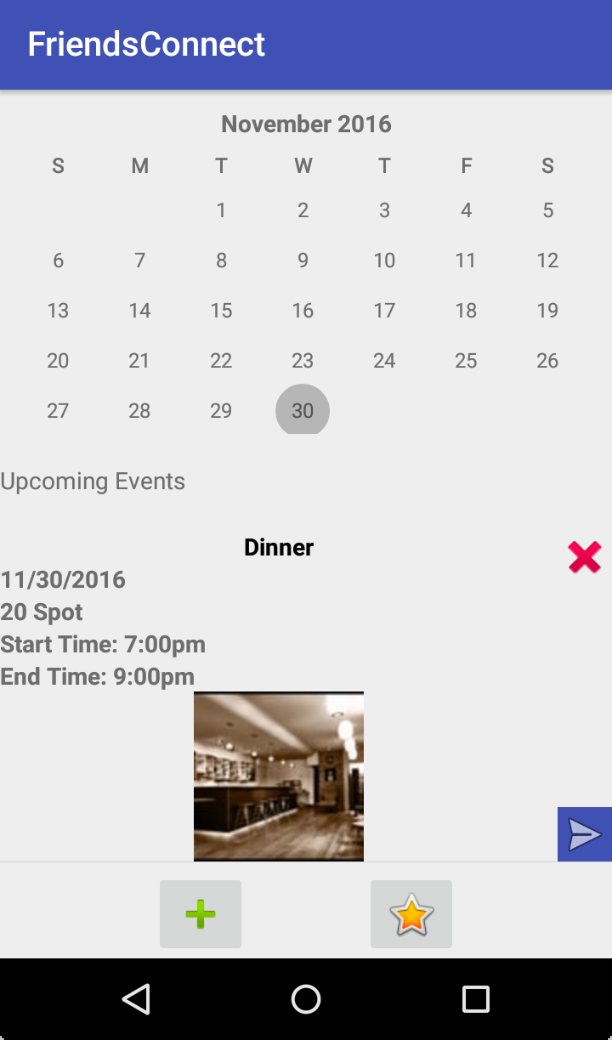 FriendsConnect
November 2016
S M T W T F S
1 2 3 4 5
6 7 8 9 10 11 12
13 14 15 16 17 18 19
20 21 22 23 24 25 26
27 28 29 30
Upcoming Events
Dinner
11/30/2016
20 Spot
Start Time: 7:00pm
End Time: 9:00pm